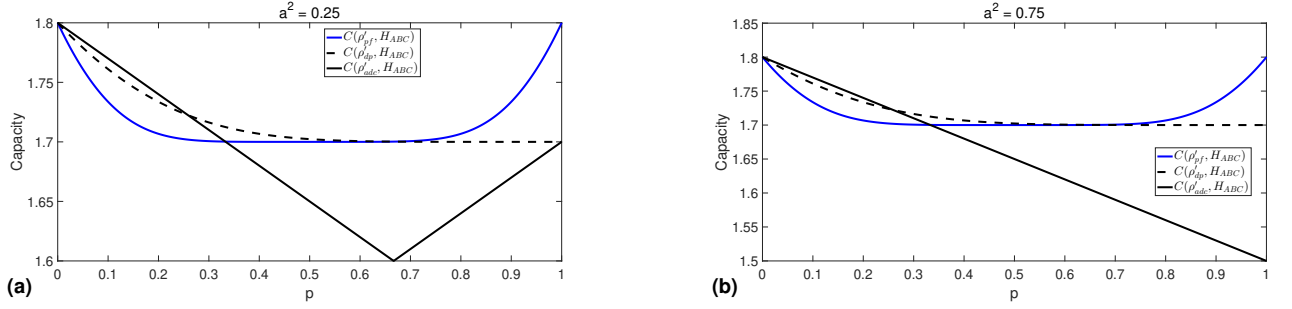 a² = 0.25
1.8
1.75
1.7
1.65
1.6
Capacity
C(ρ′pf, HABC)
C(ρ′dp, HABC)
C(ρ′adc, HABC)
0 0.1 0.2 0.3 0.4 0.5 0.6 0.7 0.8 0.9 1
p
(a)
a² = 0.75
1.85
1.8
1.75
1.7
1.65
1.6
1.55
1.5
Capacity
C(ρ′pf, HABC)
C(ρ′dp, HABC)
C(ρ′adc, HABC)
0 0.1 0.2 0.3 0.4 0.5 0.6 0.7 0.8 0.9 1
p
(b)